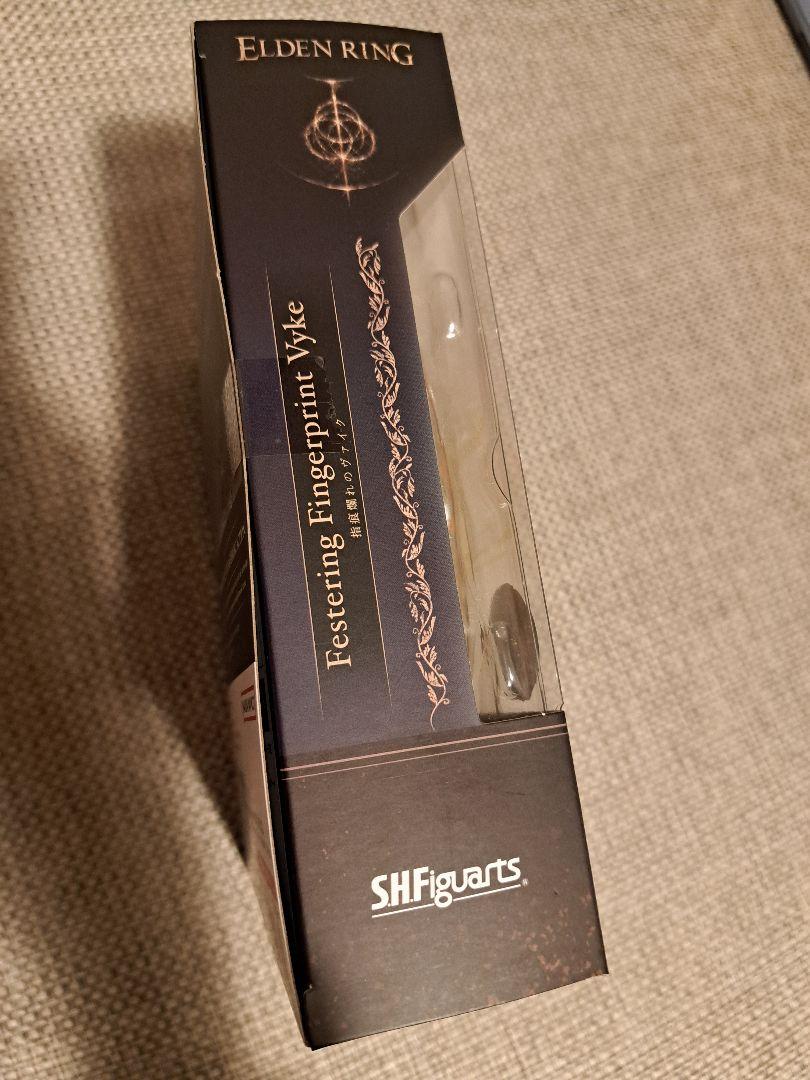 ELDEN RING
Festering Fingerprint Vyke
指痕爛れのヴァイク
S.H.Figuarts®